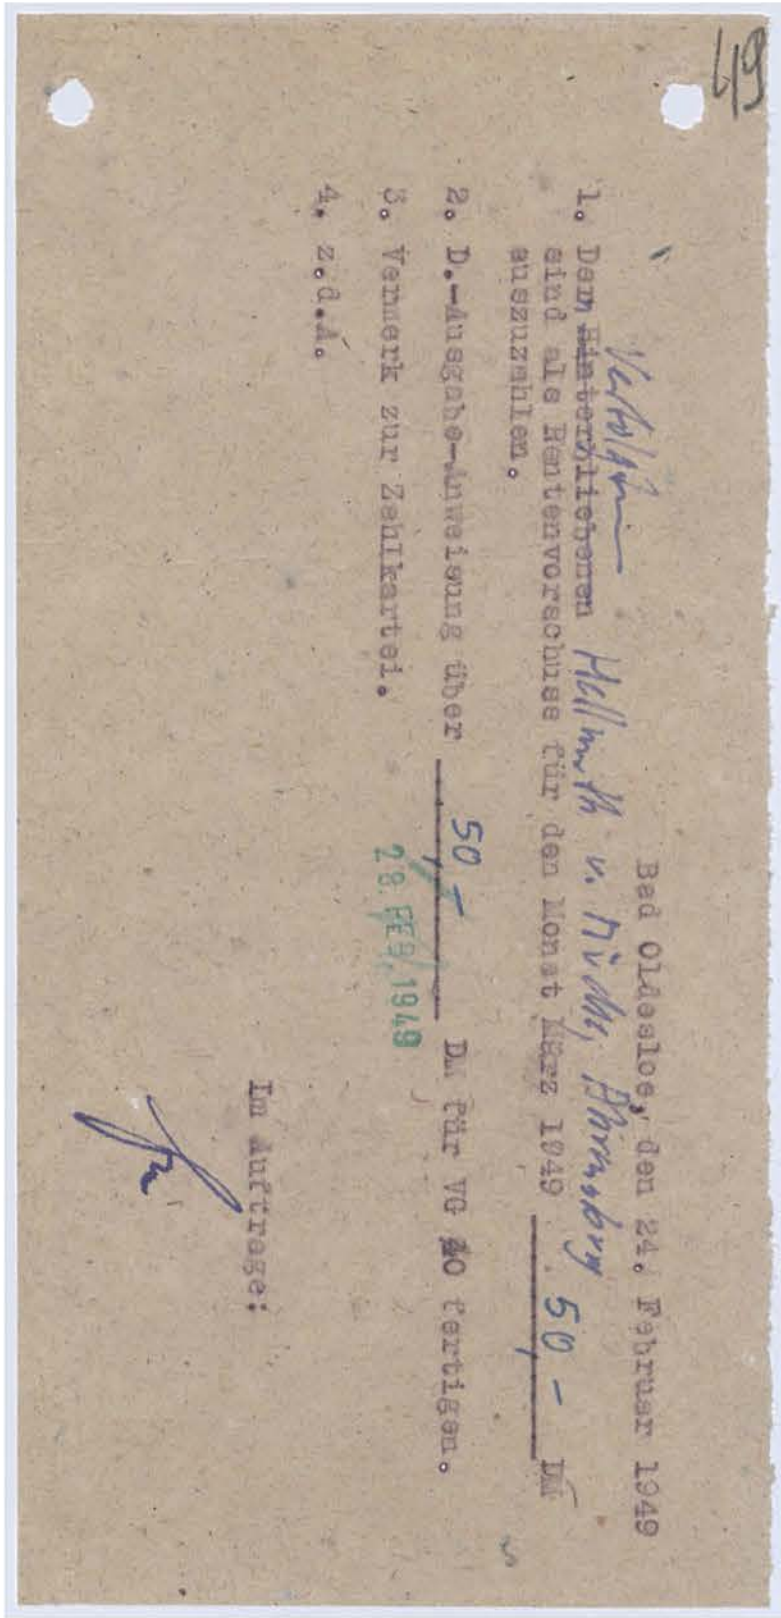 49
Bad Oldesloe, den 24. Februar 1949
Verfolgten
1. Dem Hinterbliebenen Hellmuth v. Mücke, Ahrensburg
sind als Rentenvorschuss für den Monat März 1949 50,- DM
auszuzahlen.
2. D.-Ausgabe-Anweisung über 50,- DM für VG 40 fertigen.
3. Vermerk zur Zahlkartei.
28. FEB. 1949
4. z.d.A.
Im Auftrage: